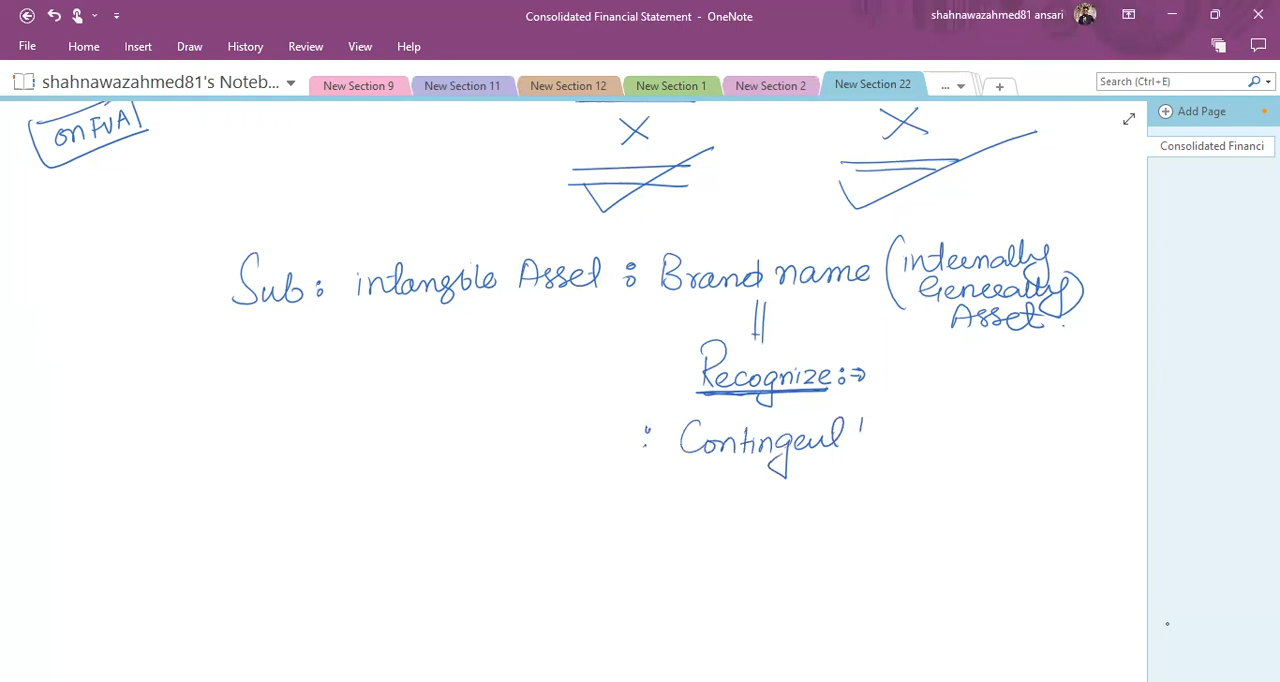 Consolidated Financial Statement - OneNote
shahnawazahmed81 ansari
File Home Insert Draw History Review View Help
shahnawazahmed81's Noteb...
New Section 9 New Section 11 New Section 12 New Section 1 New Section 2 New Section 22 ...
Search (Ctrl+E)
Add Page
Consolidated Financi
on FVA
X X
Sub: intangible Asset : Brand name (internally
Generally)
Asset.
Recognize :→
: Contingent